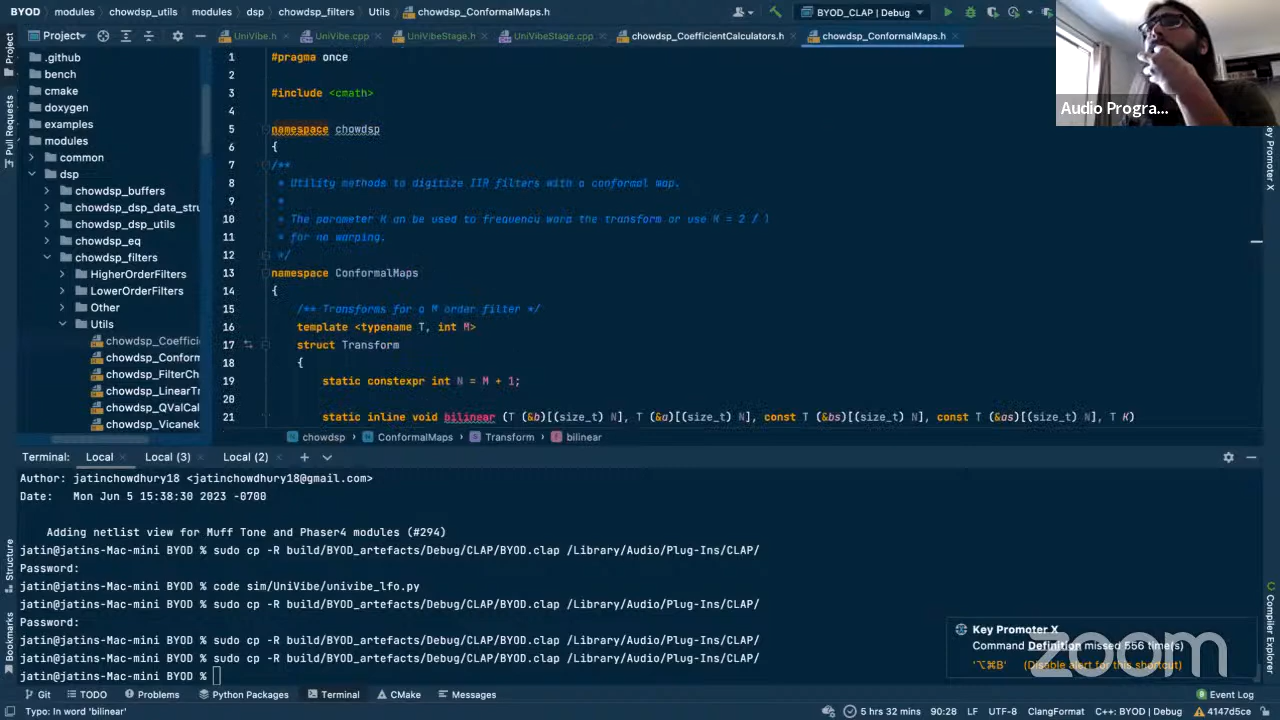 BYOD modules chowdsp_utils modules dsp chowdsp_filters Utils chowdsp_ConformalMaps.h BYOD_CLAP | Debug
Project UniVibe.h UniVibe.cpp UniVibeStage.h UniVibeStage.cpp chowdsp_CoefficientCalculators.h chowdsp_ConformalMaps.h
Project
Pull Requests
.github
bench
cmake
doxygen
examples
modules
common
dsp
chowdsp_buffers
chowdsp_dsp_data_stru
chowdsp_dsp_utils
chowdsp_eq
chowdsp_filters
HigherOrderFilters
LowerOrderFilters
Other
Utils
chowdsp_Coeffici
chowdsp_Conform
chowdsp_FilterCha
chowdsp_LinearTr
chowdsp_QValCal
chowdsp_Vicanek
1 #pragma once
2
3 #include <cmath>
4
5 namespace chowdsp
6 {
7 /**
8 * Utility methods to digitize IIR filters with a conformal map.
9 *
10 * The parameter K an be used to frequency warp the transform or use K = 2 / T
11 * for no warping.
12 */
13 namespace ConformalMaps
14 {
15 /** Transforms for a M order filter */
16 template <typename T, int M>
17 struct Transform
18 {
19 static constexpr int N = M + 1;
20
21 static inline void bilinear (T (&b)[(size_t) N], T (&a)[(size_t) N], const T (&bs)[(size_t) N], const T (&as)[(size_t) N], T K)
Audio Progra...
Key Promoter X
chowdsp ConformalMaps Transform bilinear
Terminal: Local Local (3) Local (2)
Author: jatinchowdhury18 <jatinchowdhury18@gmail.com>
Date: Mon Jun 5 15:38:30 2023 -0700
Adding netlist view for Muff Tone and Phaser4 modules (#294)
jatin@jatins-Mac-mini BYOD % sudo cp -R build/BYOD_artefacts/Debug/CLAP/BYOD.clap /Library/Audio/Plug-Ins/CLAP/
Password:
jatin@jatins-Mac-mini BYOD % code sim/UniVibe/univibe_lfo.py
jatin@jatins-Mac-mini BYOD % sudo cp -R build/BYOD_artefacts/Debug/CLAP/BYOD.clap /Library/Audio/Plug-Ins/CLAP/
Password:
jatin@jatins-Mac-mini BYOD % sudo cp -R build/BYOD_artefacts/Debug/CLAP/BYOD.clap /Library/Audio/Plug-Ins/CLAP/
jatin@jatins-Mac-mini BYOD % sudo cp -R build/BYOD_artefacts/Debug/CLAP/BYOD.clap /Library/Audio/Plug-Ins/CLAP/
jatin@jatins-Mac-mini BYOD %
Structure
Bookmarks
Compiler Explorer
Key Promoter X
Command Definition missed 556 time(s)
'⌥⌘B' (Disable alert for this shortcut)
zoom
Git TODO Problems Python Packages Terminal CMake Messages Event Log
Typo: In word 'bilinear' 5 hrs 32 mins 90:28 LF UTF-8 ClangFormat C++: BYOD | Debug 4147d5ce